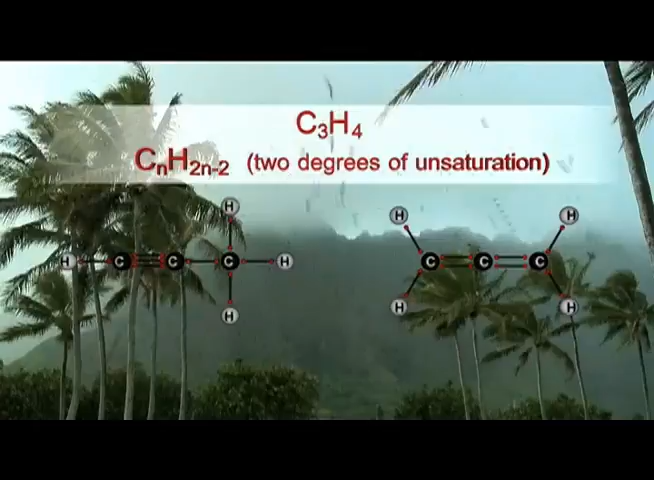 C₃H₄
CₙH₂ₙ₋₂ (two degrees of unsaturation)
H H H
H C C C H C C C
H H H